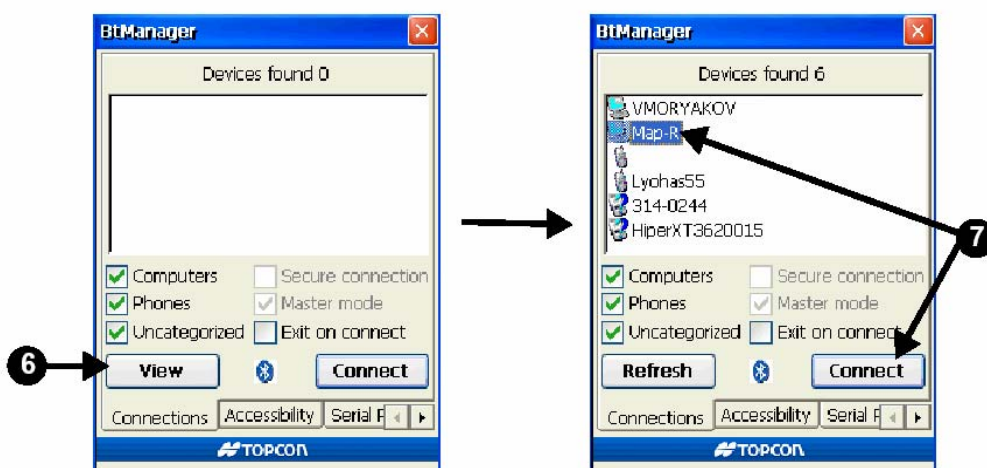 BtManager
Devices found 0
Computers
Secure connection
Phones
Master mode
Uncategorized
Exit on connect
6
View
Connect
Connections
Accessibility
Serial P
TOPCON
BtManager
Devices found 6
VMORYAKOV
Map-R
Lyohas55
314-0244
HiperXT3620015
7
Computers
Secure connection
Phones
Master mode
Uncategorized
Exit on connect
Refresh
Connect
Connections
Accessibility
Serial P
TOPCON